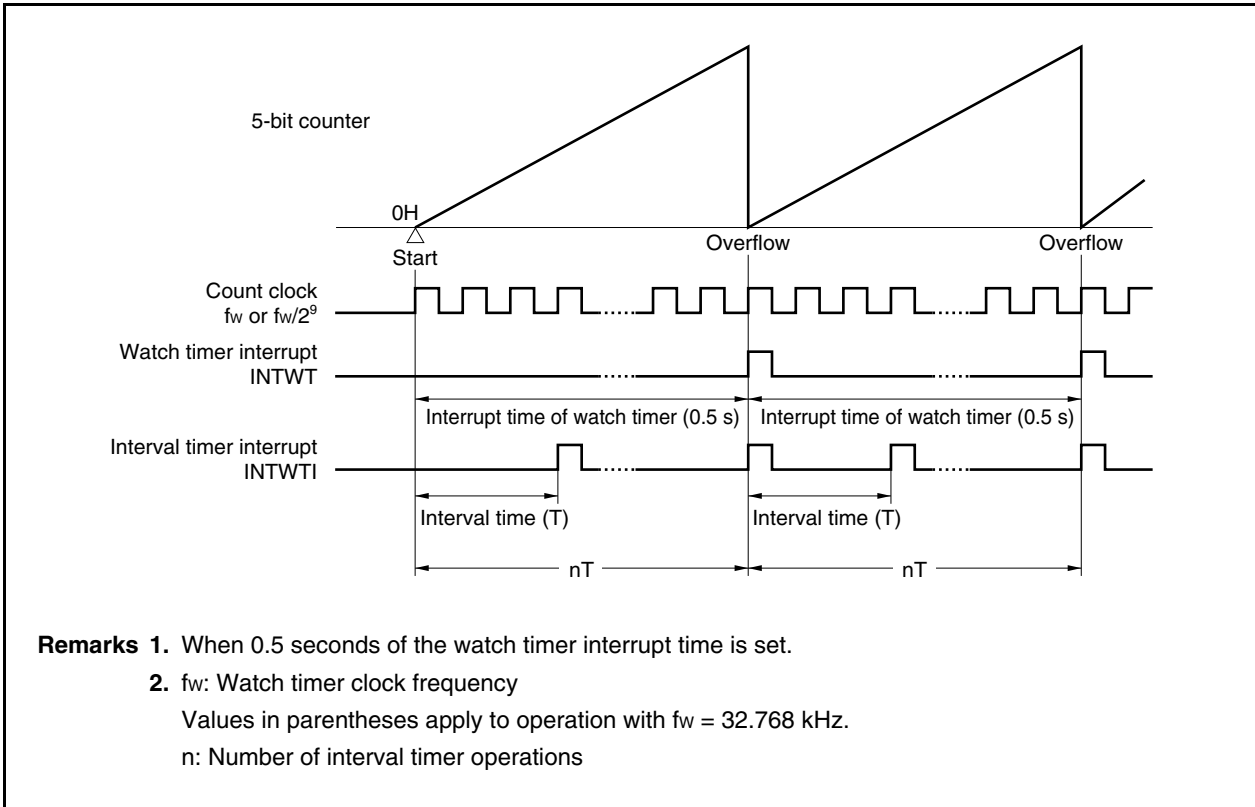 5-bit counter
0H
Start
Overflow
Overflow
Count clock
fw or fw/2⁹
Watch timer interrupt
INTWT
Interrupt time of watch timer (0.5 s)
Interrupt time of watch timer (0.5 s)
Interval timer interrupt
INTWTI
Interval time (T)
Interval time (T)
nT
nT
Remarks 1. When 0.5 seconds of the watch timer interrupt time is set.
2. fw: Watch timer clock frequency
Values in parentheses apply to operation with fw = 32.768 kHz.
n: Number of interval timer operations